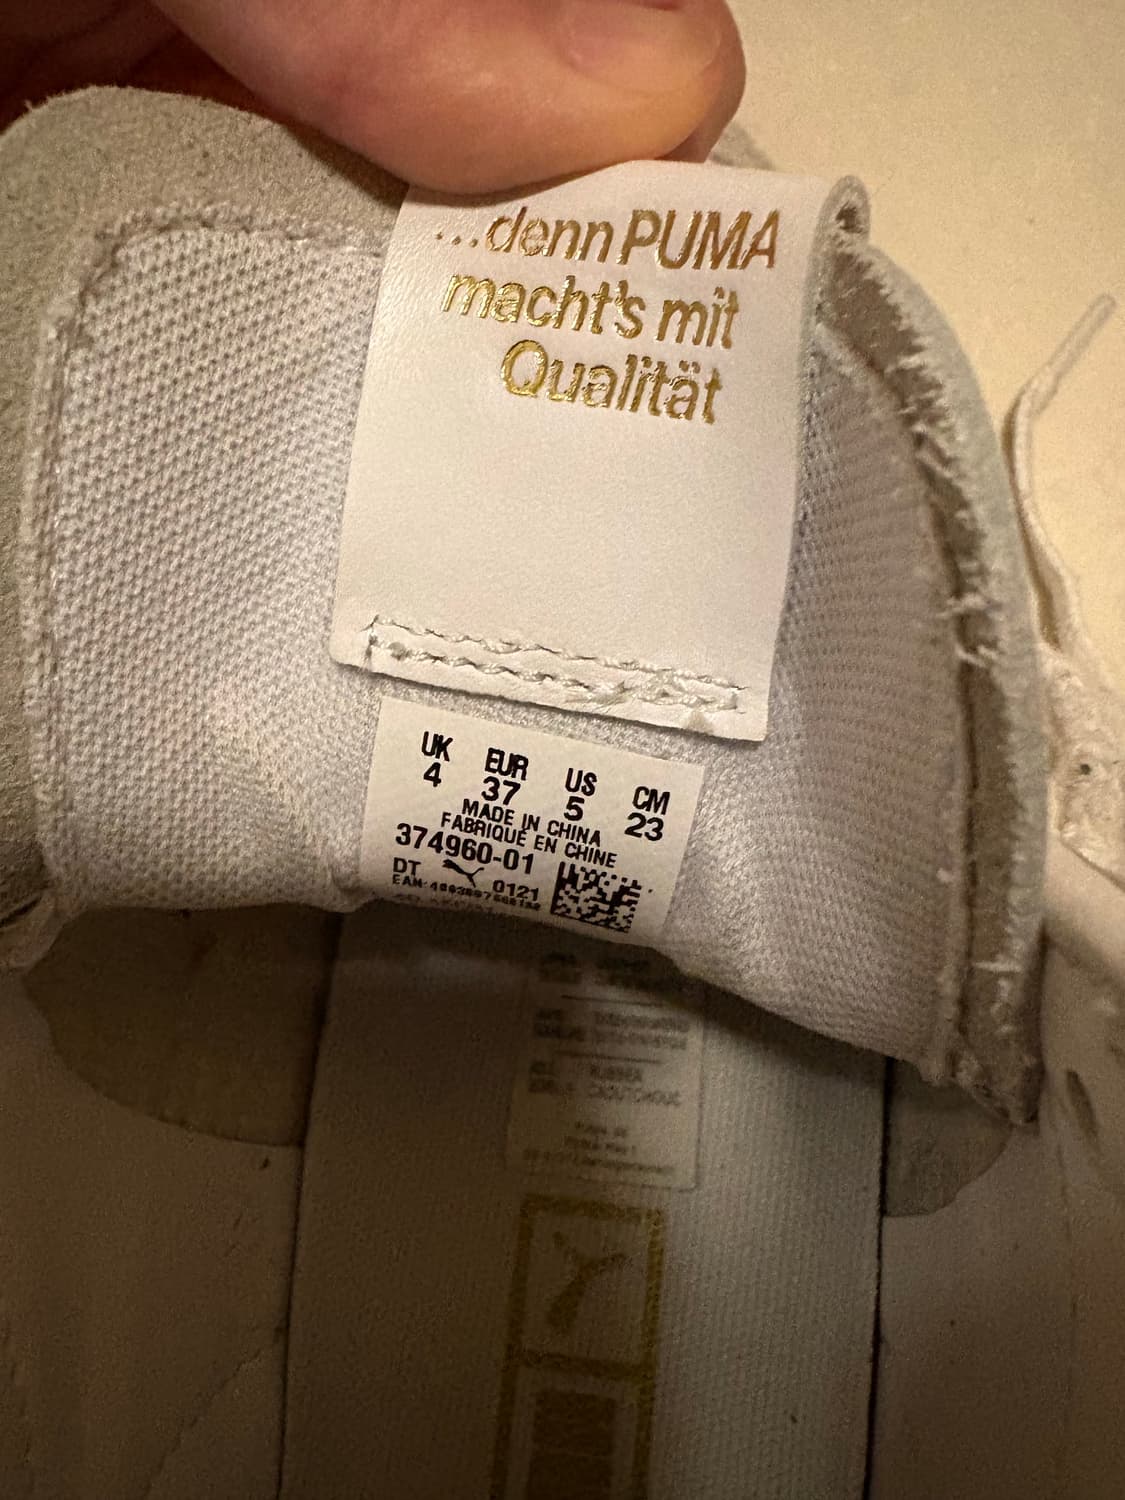 ...denn PUMA
macht's mit
Qualität
UK EUR US CM
4 37 5 23
MADE IN CHINA
FABRIQUÉ EN CHINE
374960-01
DT 0121
EAN:
RUBBER
CAOUTCHOUC